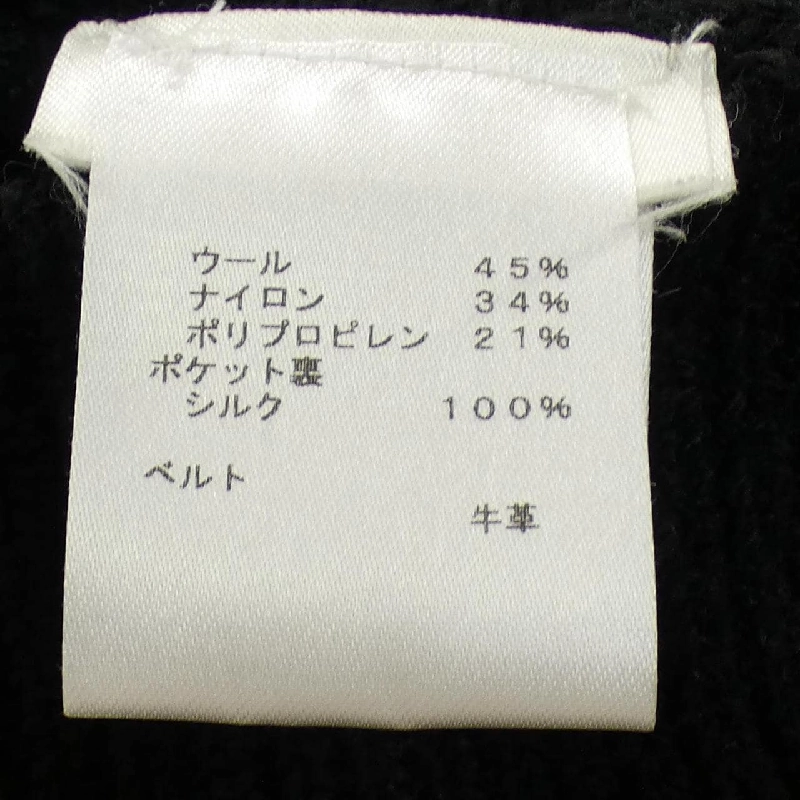 ウール 45%
ナイロン 34%
ポリプロピレン 21%
ポケット裏
シルク 100%
ベルト
牛革